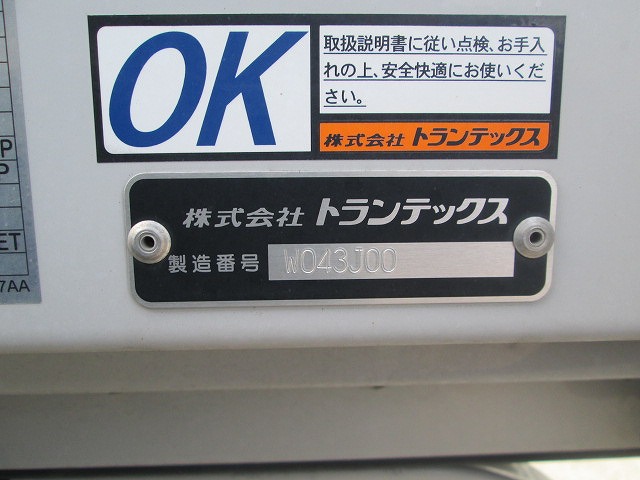 OK
取扱説明書に従い点検、お手入
れの上、安全快適にお使いくだ
さい。
株式会社 トランテックス
株式会社 トランテックス
製造番号 W043J00
P
P
ET
7AA